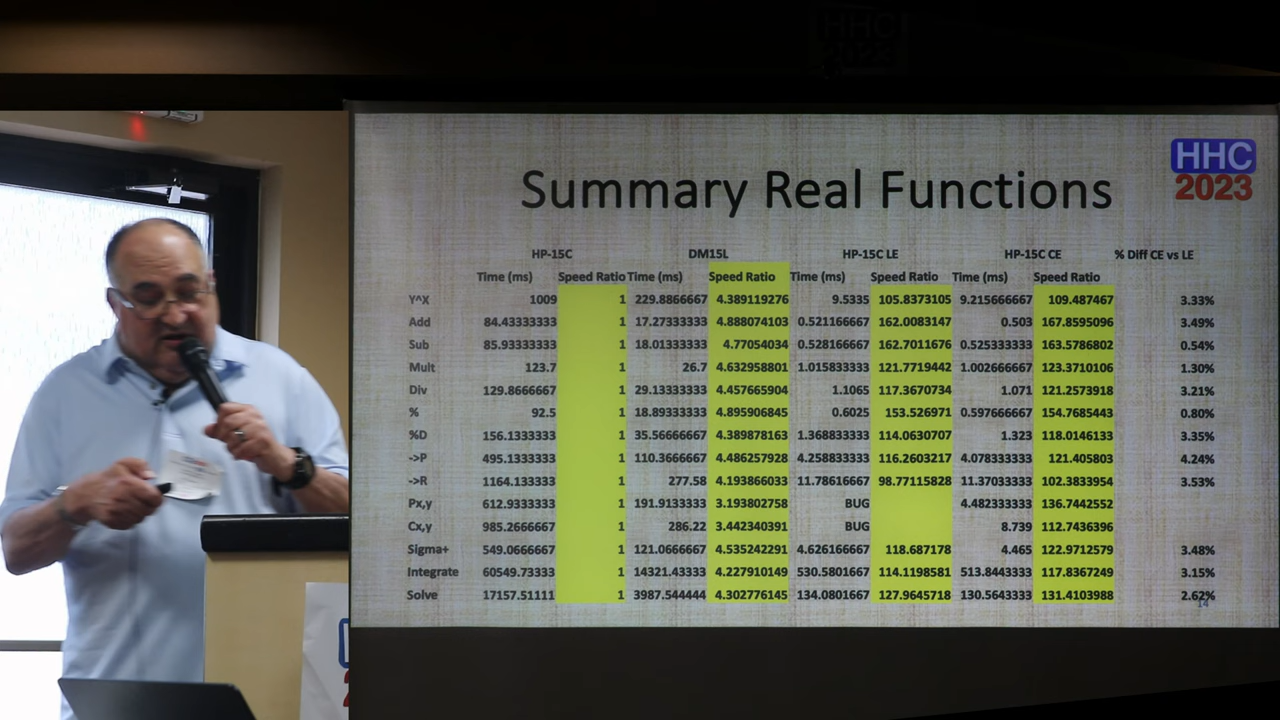 HHC
2023
HHC
2023
Summary Real Functions
HP-15C DM15L HP-15C LE HP-15C CE % Diff CE vs LE
Time (ms) Speed Ratio Time (ms) Speed Ratio Time (ms) Speed Ratio Time (ms) Speed Ratio
Y^X 1009 1 229.8866667 4.389119276 9.5335 105.8373105 9.215666667 109.487467 3.33%
Add 84.43333333 1 17.27333333 4.888074103 0.521166667 162.0083147 0.503 167.8595096 3.49%
Sub 85.93333333 1 18.01333333 4.77054034 0.528166667 162.7011676 0.525333333 163.5786802 0.54%
Mult 123.7 1 26.7 4.632958801 1.015833333 121.7719442 1.002666667 123.3710106 1.30%
Div 129.8666667 1 29.13333333 4.457665904 1.1065 117.3670734 1.071 121.2573918 3.21%
% 92.5 1 18.89333333 4.895906845 0.6025 153.526971 0.597666667 154.7685443 0.80%
%D 156.1333333 1 35.56666667 4.389878163 1.368833333 114.0630707 1.323 118.0146133 3.35%
->P 495.1333333 1 110.3666667 4.486257928 4.258833333 116.2603217 4.078333333 121.405803 4.24%
->R 1164.133333 1 277.58 4.193866033 11.78616667 98.77115828 11.37033333 102.3833954 3.53%
Px,y 612.9333333 1 191.9133333 3.193802758 BUG 4.482333333 136.7442552
Cx,y 985.2666667 1 286.22 3.442340391 BUG 8.739 112.7436396
Sigma+ 549.0666667 1 121.0666667 4.535242291 4.626166667 118.687178 4.465 122.9712579 3.48%
Integrate 60549.73333 1 14321.43333 4.227910149 530.5801667 114.1198581 513.8443333 117.8367249 3.15%
Solve 17157.51111 1 3987.544444 4.302776145 134.0801667 127.9645718 130.5643333 131.4103988 2.62%
14